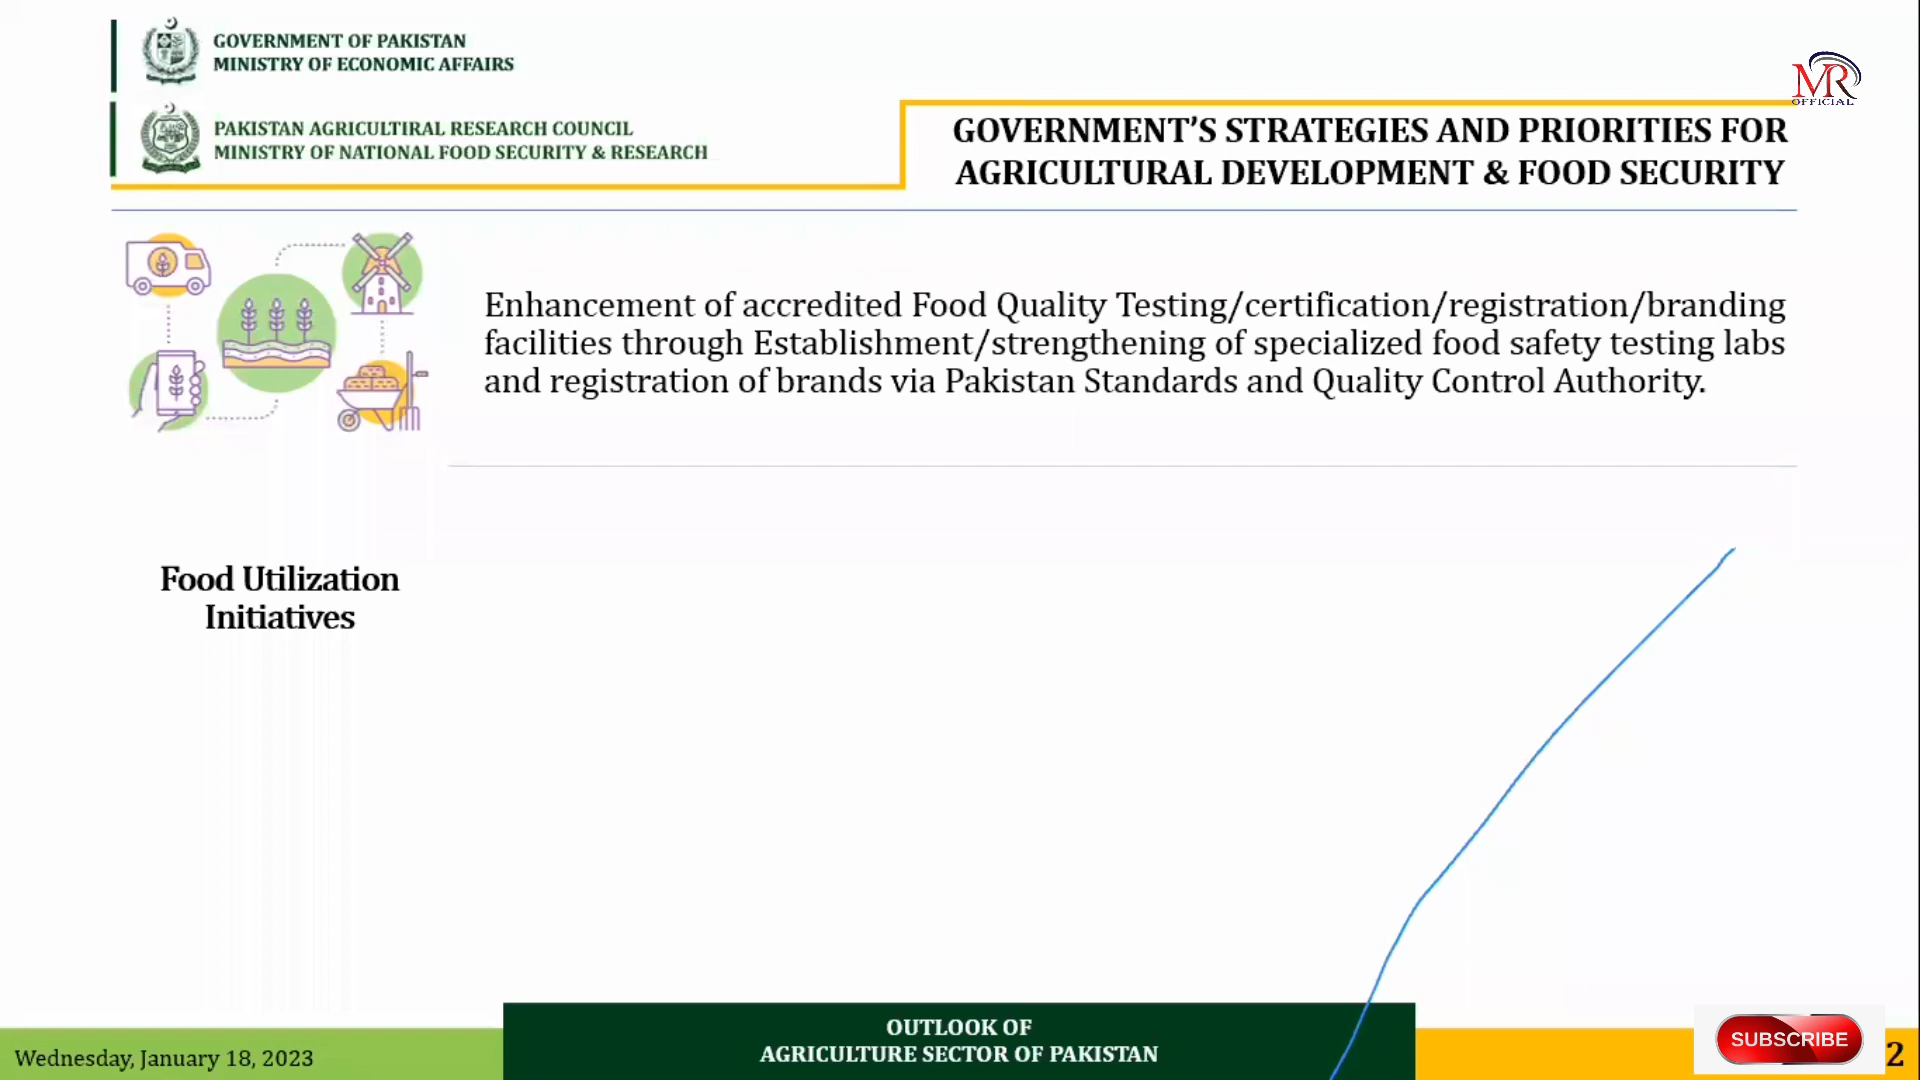 GOVERNMENT OF PAKISTAN
MINISTRY OF ECONOMIC AFFAIRS
PAKISTAN AGRICULTIRAL RESEARCH COUNCIL
MINISTRY OF NATIONAL FOOD SECURITY & RESEARCH
MR
OFFICIAL
GOVERNMENT’S STRATEGIES AND PRIORITIES FOR
AGRICULTURAL DEVELOPMENT & FOOD SECURITY
Enhancement of accredited Food Quality Testing/certification/registration/branding
facilities through Establishment/strengthening of specialized food safety testing labs
and registration of brands via Pakistan Standards and Quality Control Authority.
Food Utilization
Initiatives
Wednesday, January 18, 2023
OUTLOOK OF
AGRICULTURE SECTOR OF PAKISTAN
SUBSCRIBE
2